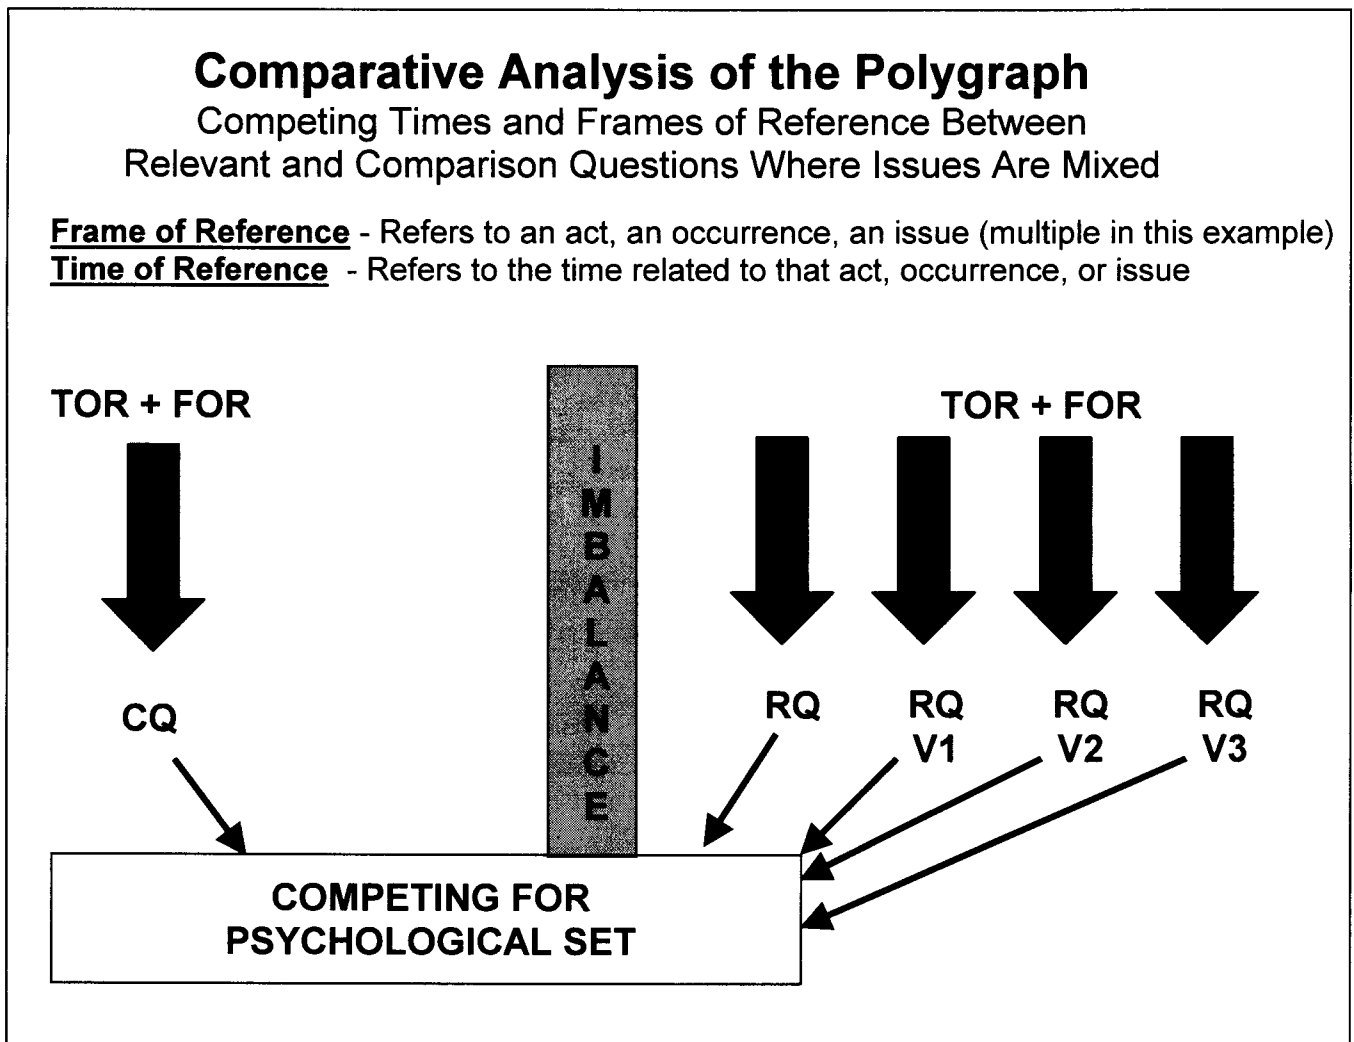 Comparative Analysis of the Polygraph
Competing Times and Frames of Reference Between
Relevant and Comparison Questions Where Issues Are Mixed
Frame of Reference - Refers to an act, an occurrence, an issue (multiple in this example)
Time of Reference - Refers to the time related to that act, occurrence, or issue
TOR + FOR
TOR + FOR
IMBALANCE
CQ
RQ
RQ
V1
RQ
V2
RQ
V3
COMPETING FOR
PSYCHOLOGICAL SET